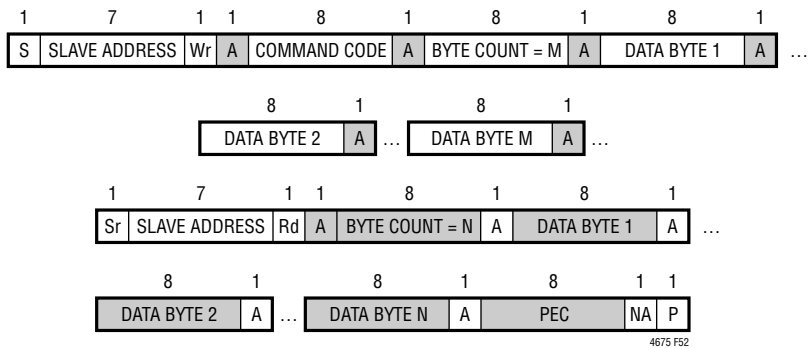 1 7 1 1 8 1 8 1 8 1
S SLAVE ADDRESS Wr A COMMAND CODE A BYTE COUNT = M A DATA BYTE 1 A …
8 1 8 1
DATA BYTE 2 A … DATA BYTE M A …
1 7 1 1 8 1 8 1
Sr SLAVE ADDRESS Rd A BYTE COUNT = N A DATA BYTE 1 A …
8 1 8 1 8 1 1
DATA BYTE 2 A … DATA BYTE N A PEC NA P
4675 F52